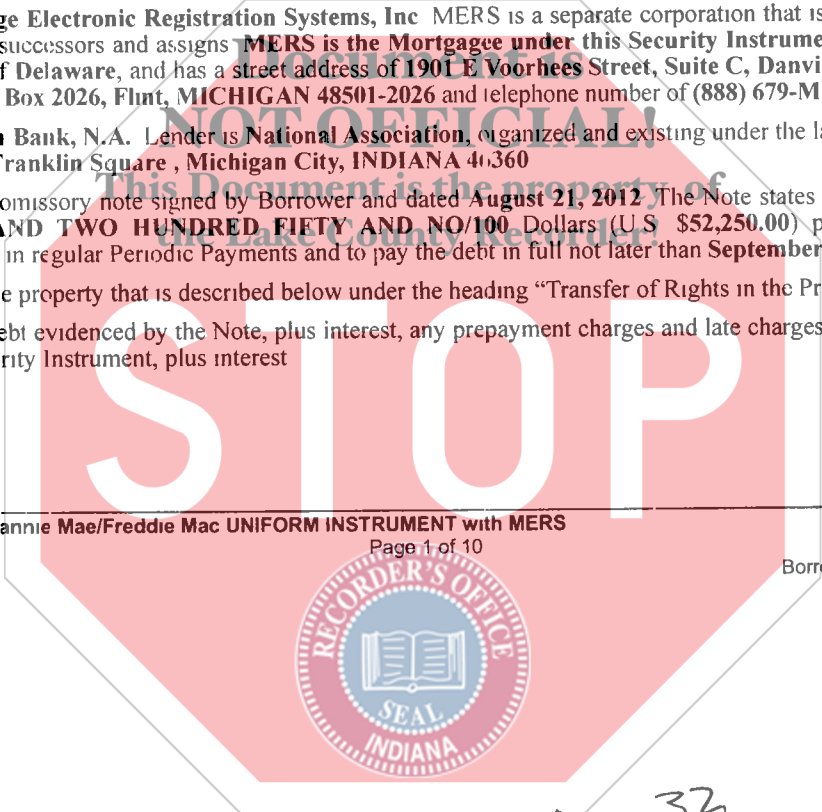 ge Electronic Registration Systems, Inc MERS is a separate corporation that is
successors and assigns MERS is the Mortgagee under this Security Instrume
f Delaware, and has a street address of 1901 E Voorhees Street, Suite C, Danvi
Box 2026, Flint, MICHIGAN 48501-2026 and telephone number of (888) 679-M
Document is
NOT OFFICIAL!
This Document is the property of
the Lake County Recorder!
n Bank, N.A. Lender is National Association, organized and existing under the la
Franklin Square , Michigan City, INDIANA 46360
omissory note signed by Borrower and dated August 21, 2012 The Note states
AND TWO HUNDRED FIFTY AND NO/100 Dollars (U S $52,250.00) p
in regular Periodic Payments and to pay the debt in full not later than September
e property that is described below under the heading “Transfer of Rights in the Pr
ebt evidenced by the Note, plus interest, any prepayment charges and late charges
rity Instrument, plus interest
STOP
annie Mae/Freddie Mac UNIFORM INSTRUMENT with MERS
Page 1 of 10
Borr
RECORDER'S OFFICE
SEAL
INDIANA